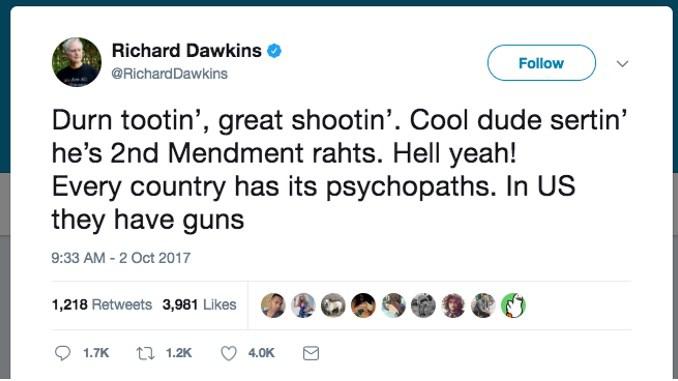 Richard Dawkins
@RichardDawkins
Follow
Durn tootin’, great shootin’. Cool dude sertin’
he’s 2nd Mendment rahts. Hell yeah!
Every country has its psychopaths. In US
they have guns
9:33 AM - 2 Oct 2017
1,218 Retweets 3,981 Likes
1.7K 1.2K 4.0K